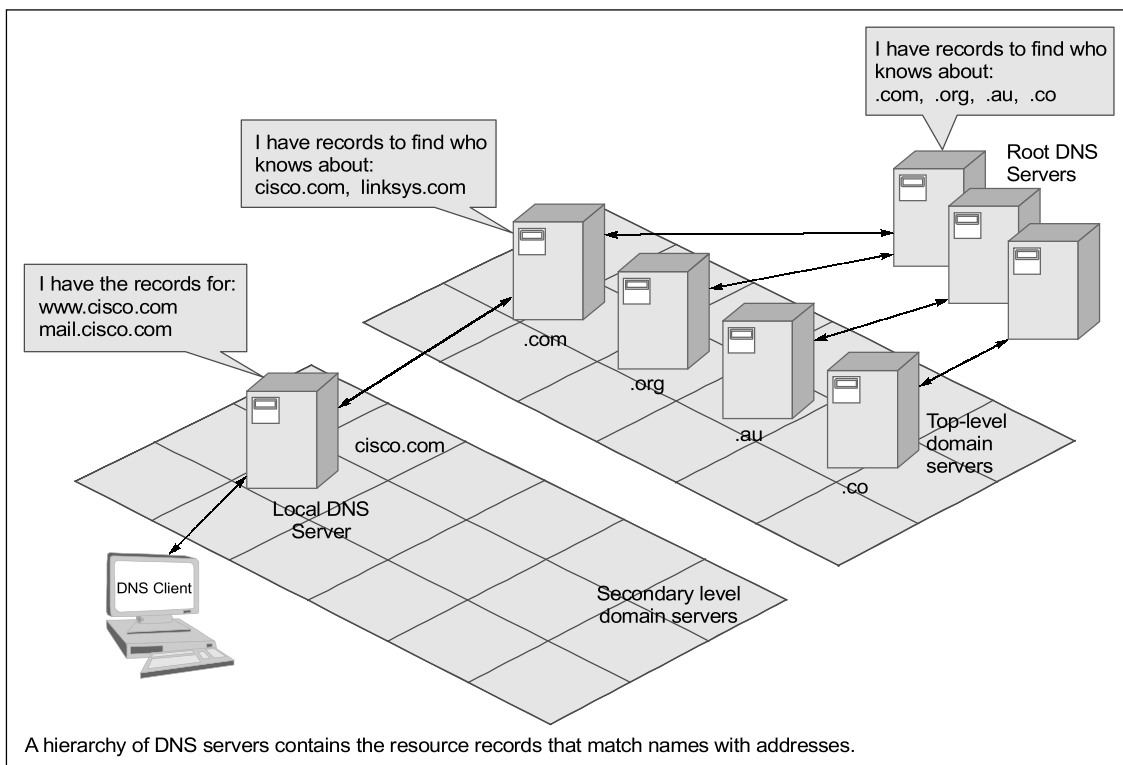 I have records to find who
knows about:
.com, .org, .au, .co
Root DNS
Servers
I have records to find who
knows about:
cisco.com, linksys.com
I have the records for:
www.cisco.com
mail.cisco.com
.com
.org
.au
.co
Top-level
domain
servers
cisco.com
Local DNS
Server
DNS Client
Secondary level
domain servers
A hierarchy of DNS servers contains the resource records that match names with addresses.